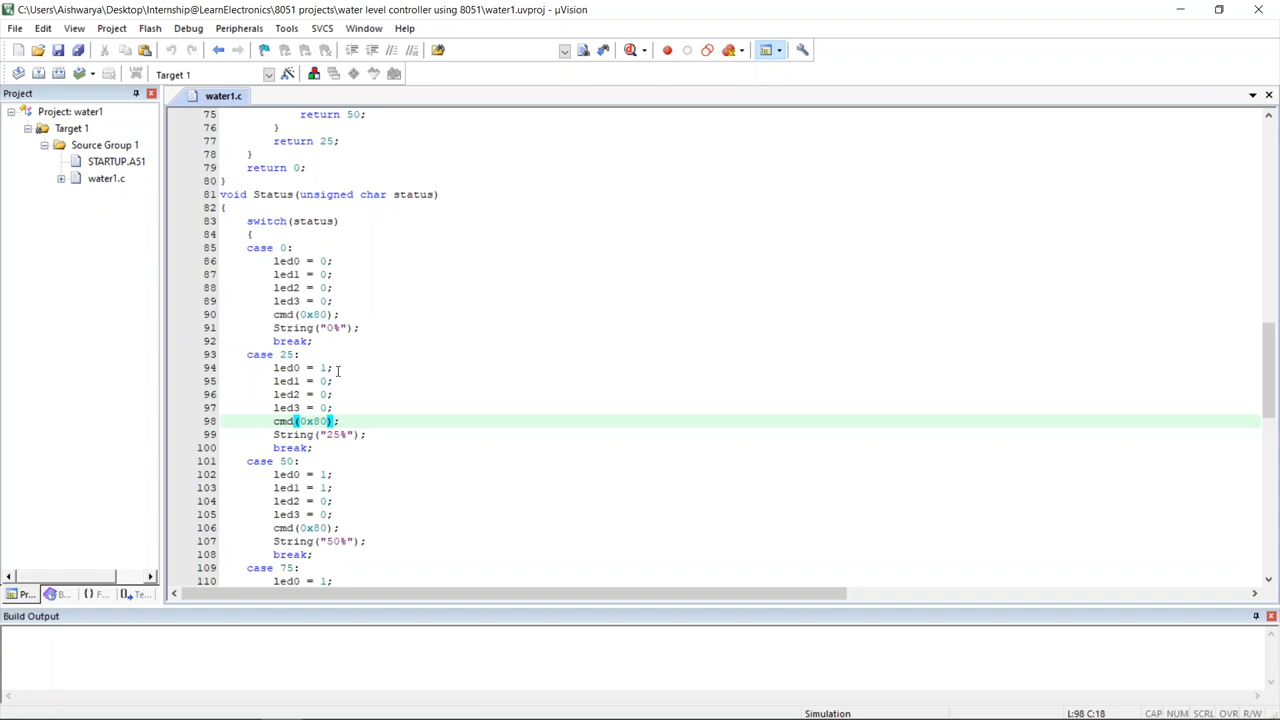 C:\Users\Aishwarya\Desktop\Internship@LearnElectronics\8051 projects\water level controller using 8051\water1.uvproj - µVision
File Edit View Project Flash Debug Peripherals Tools SVCS Window Help
LOAD Target 1
Project
Project: water1
Target 1
Source Group 1
STARTUP.A51
water1.c
Pr... B... {} F... Te...
water1.c
75 return 50;
76 }
77 return 25;
78 }
79 return 0;
80 }
81 void Status(unsigned char status)
82 {
83 switch(status)
84 {
85 case 0:
86 led0 = 0;
87 led1 = 0;
88 led2 = 0;
89 led3 = 0;
90 cmd(0x80);
91 String("0%");
92 break;
93 case 25:
94 led0 = 1;
95 led1 = 0;
96 led2 = 0;
97 led3 = 0;
98 cmd(0x80);
99 String("25%");
100 break;
101 case 50:
102 led0 = 1;
103 led1 = 1;
104 led2 = 0;
105 led3 = 0;
106 cmd(0x80);
107 String("50%");
108 break;
109 case 75:
110 led0 = 1;
Build Output
Simulation L:98 C:18 CAP NUM SCRL OVR R/W